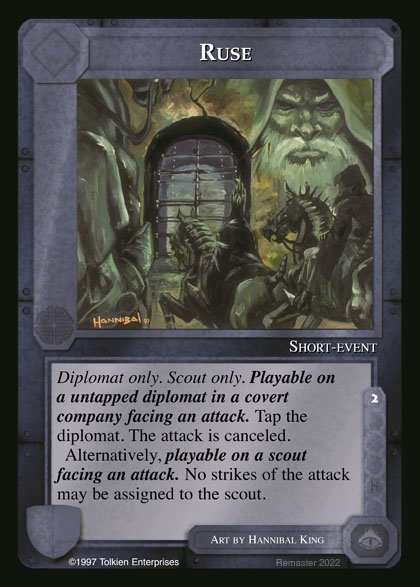 Ruse
Hannibal
Short-event
Diplomat only. Scout only. Playable on
a untapped diplomat in a covert
company facing an attack. Tap the
diplomat. The attack is canceled.
Alternatively, playable on a scout
facing an attack. No strikes of the attack
may be assigned to the scout.
2
H
Art by Hannibal King
©1997 Tolkien Enterprises
Remaster 2022